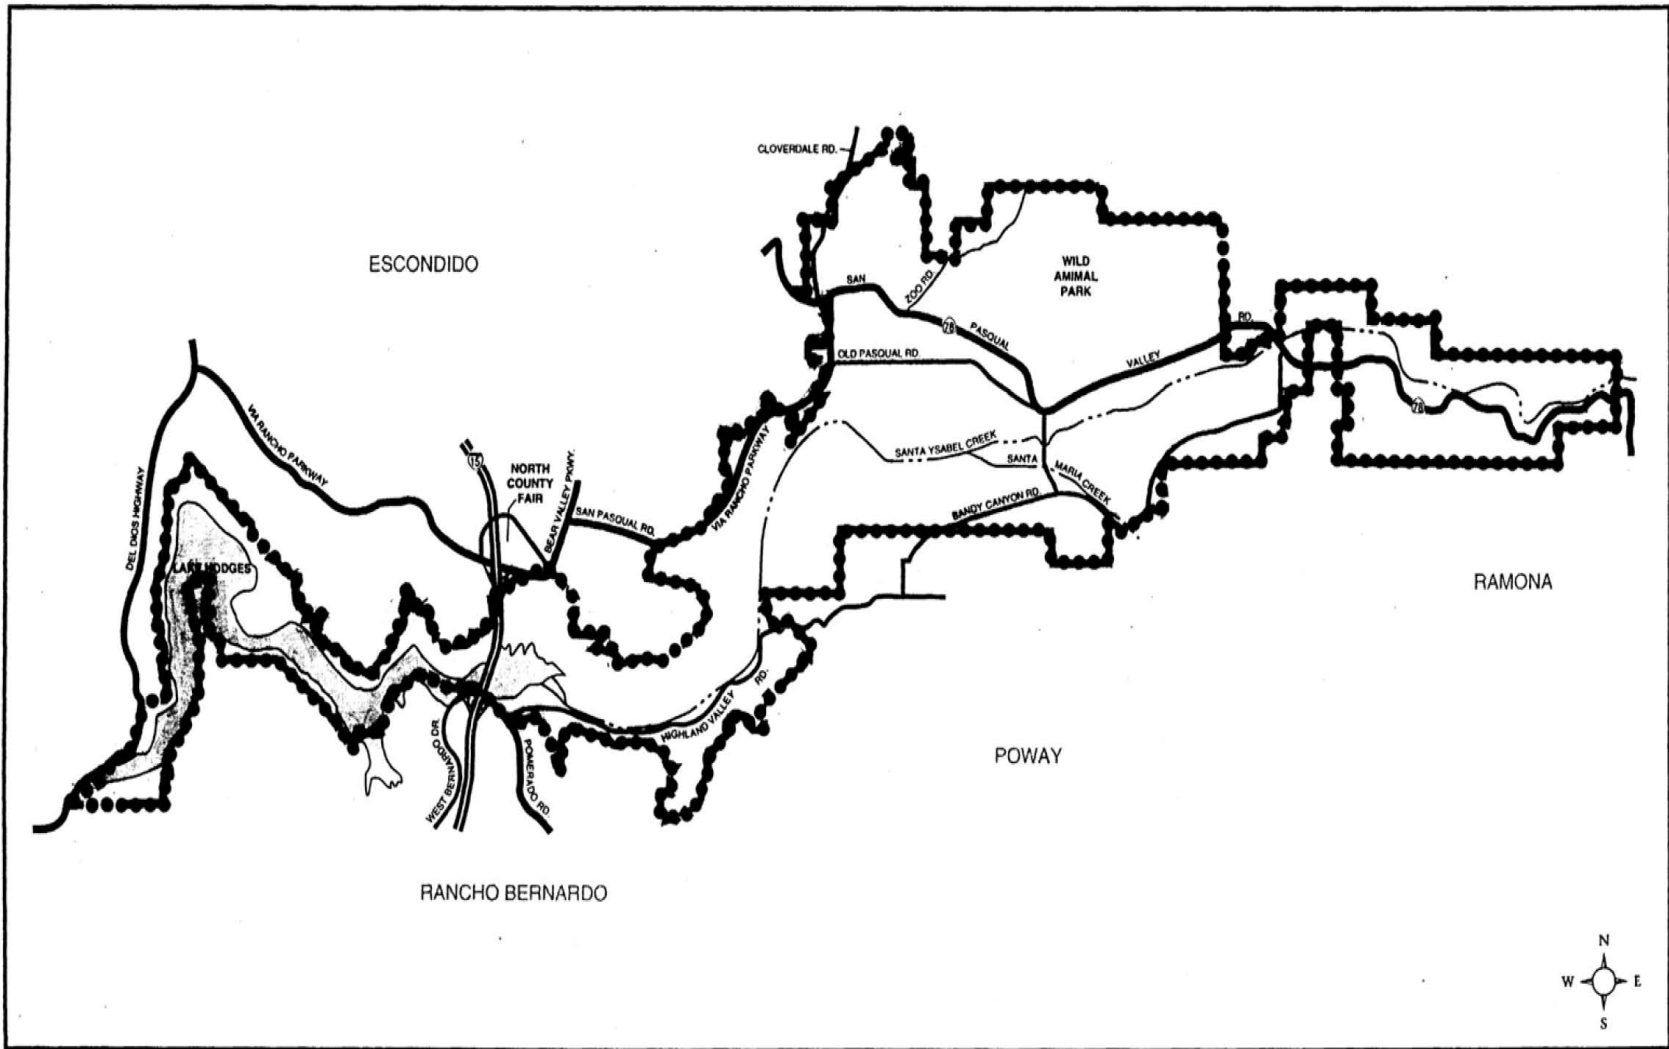 CLOVERDALE RD.
ESCONDIDO
WILD
AMIMAL
PARK
SAN
ZOO RD.
78
PASQUAL
VALLEY
RD.
OLD PASQUAL RD.
78
VIA RANCHO PARKWAY
DEL DIOS HIGHWAY
15
NORTH
COUNTY
FAIR
BEAR VALLEY PKWY.
SAN PASQUAL RD.
VIA RANCHO PARKWAY
SANTA YSABEL CREEK
SANTA
MARIA CREEK
BANDY CANYON RD.
LAKE HODGES
RAMONA
HIGHLAND VALLEY
RD.
WEST BERNARDO DR.
POMERADO RD.
POWAY
RANCHO BERNARDO
N
W
E
S